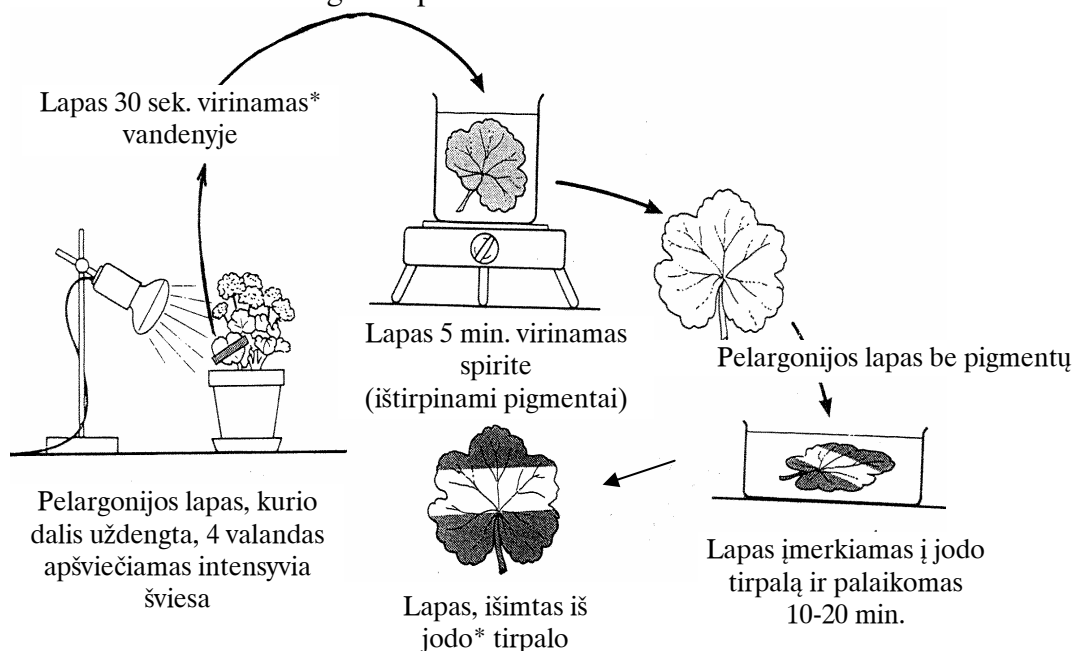 Lapas 30 sek. virinamas*
vandenyje
Lapas 5 min. virinamas
spirite
(ištirpinami pigmentai)
Pelargonijos lapas be pigmentų
Pelargonijos lapas, kurio
dalis uždengta, 4 valandas
apšviečiamas intensyvia
šviesa
Lapas, išimtas iš
jodo* tirpalo
Lapas įmerkiamas į jodo
tirpalą ir palaikomas
10-20 min.